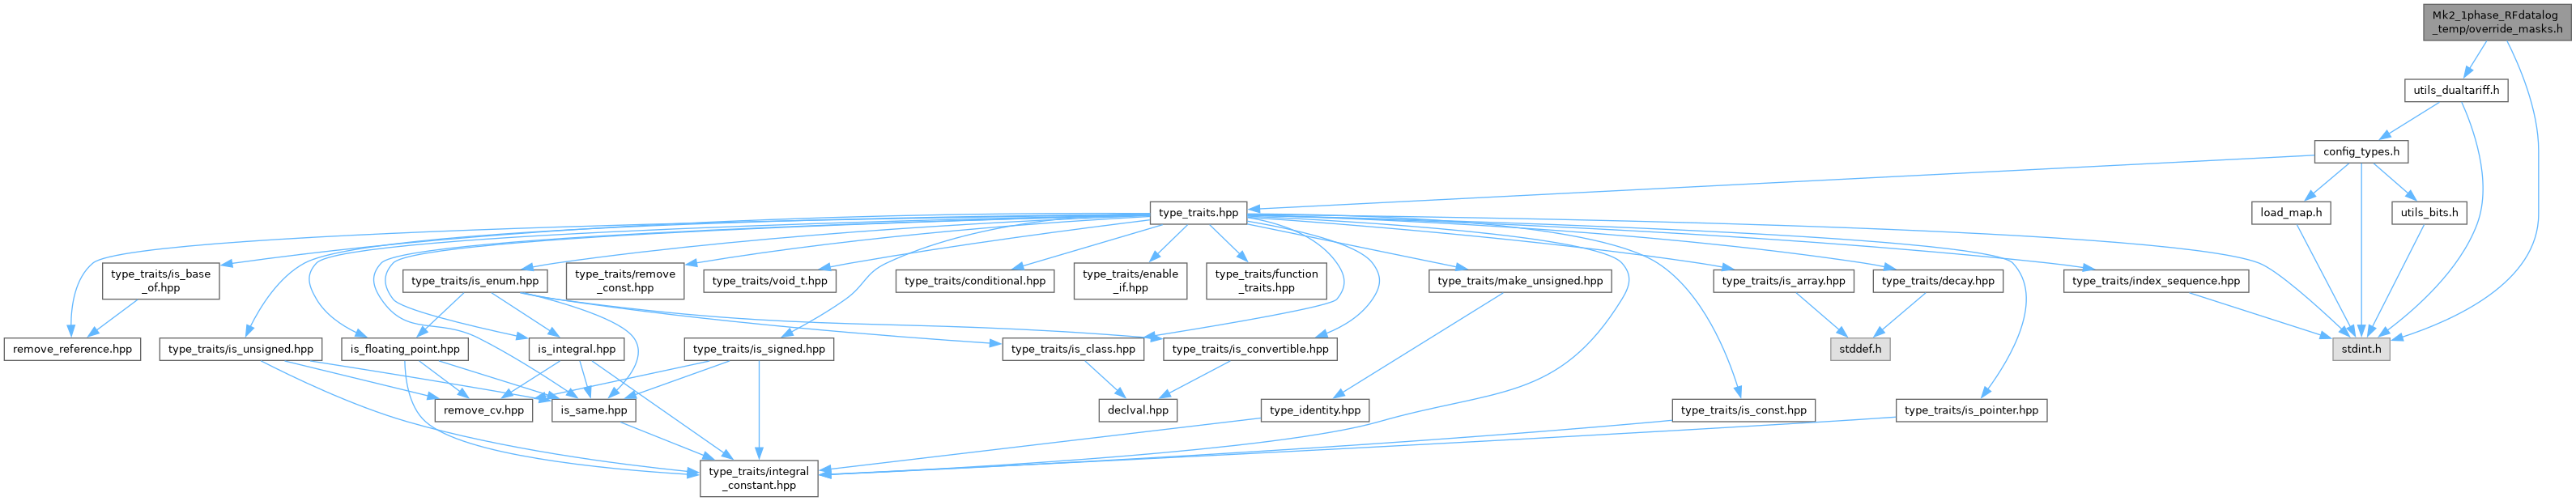 Mk2_1phase_RFdatalog
_temp/override_masks.h
utils_dualtariff.h
config_types.h
type_traits.hpp
load_map.h
utils_bits.h
type_traits/is_base
_of.hpp
type_traits/is_enum.hpp
type_traits/remove
_const.hpp
type_traits/void_t.hpp
type_traits/conditional.hpp
type_traits/enable
_if.hpp
type_traits/function
_traits.hpp
type_traits/make_unsigned.hpp
type_traits/is_array.hpp
type_traits/decay.hpp
type_traits/index_sequence.hpp
remove_reference.hpp
type_traits/is_unsigned.hpp
is_floating_point.hpp
is_integral.hpp
type_traits/is_signed.hpp
type_traits/is_class.hpp
type_traits/is_convertible.hpp
stddef.h
stdint.h
remove_cv.hpp
is_same.hpp
declval.hpp
type_identity.hpp
type_traits/is_const.hpp
type_traits/is_pointer.hpp
type_traits/integral
_constant.hpp